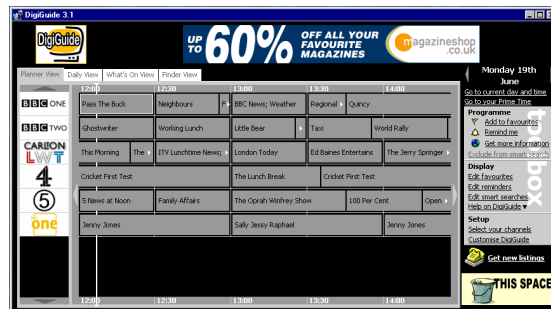 DigiGuide 3.1
DigiGuide
UP TO 60% OFF ALL YOUR FAVOURITE MAGAZINES
magazineshop.co.uk
Planner View Daily View What's On View Finder View
Monday 19th June
Go to current day and time
Go to your Prime Time
12:00 12:30 13:00 13:30 14:00
BBC ONE Pass The Buck Neighbours F BBC News; Weather Regional Quincy
BBC TWO Ghostwriter Working Lunch Little Bear Taxi World Rally
CARLTON LWT This Morning The ITV Lunchtime News; London Today Ed Baines Entertains The Jerry Springer
4 Cricket First Test The Lunch Break Cricket First Test
5 5 News at Noon Family Affairs The Oprah Winfrey Show 100 Per Cent Open
one Jenny Jones Sally Jessy Raphael Jenny Jones
12:00 12:30 13:00 13:30 14:00
Programme
Add to favourites
Remind me
Get more information
Exclude from smart search
Display
Edit favourites
Edit reminders
Edit smart searches
Help on DigiGuide
Setup
Select your channels
Customise DigiGuide
toolbox
Get new listings
THIS SPACE